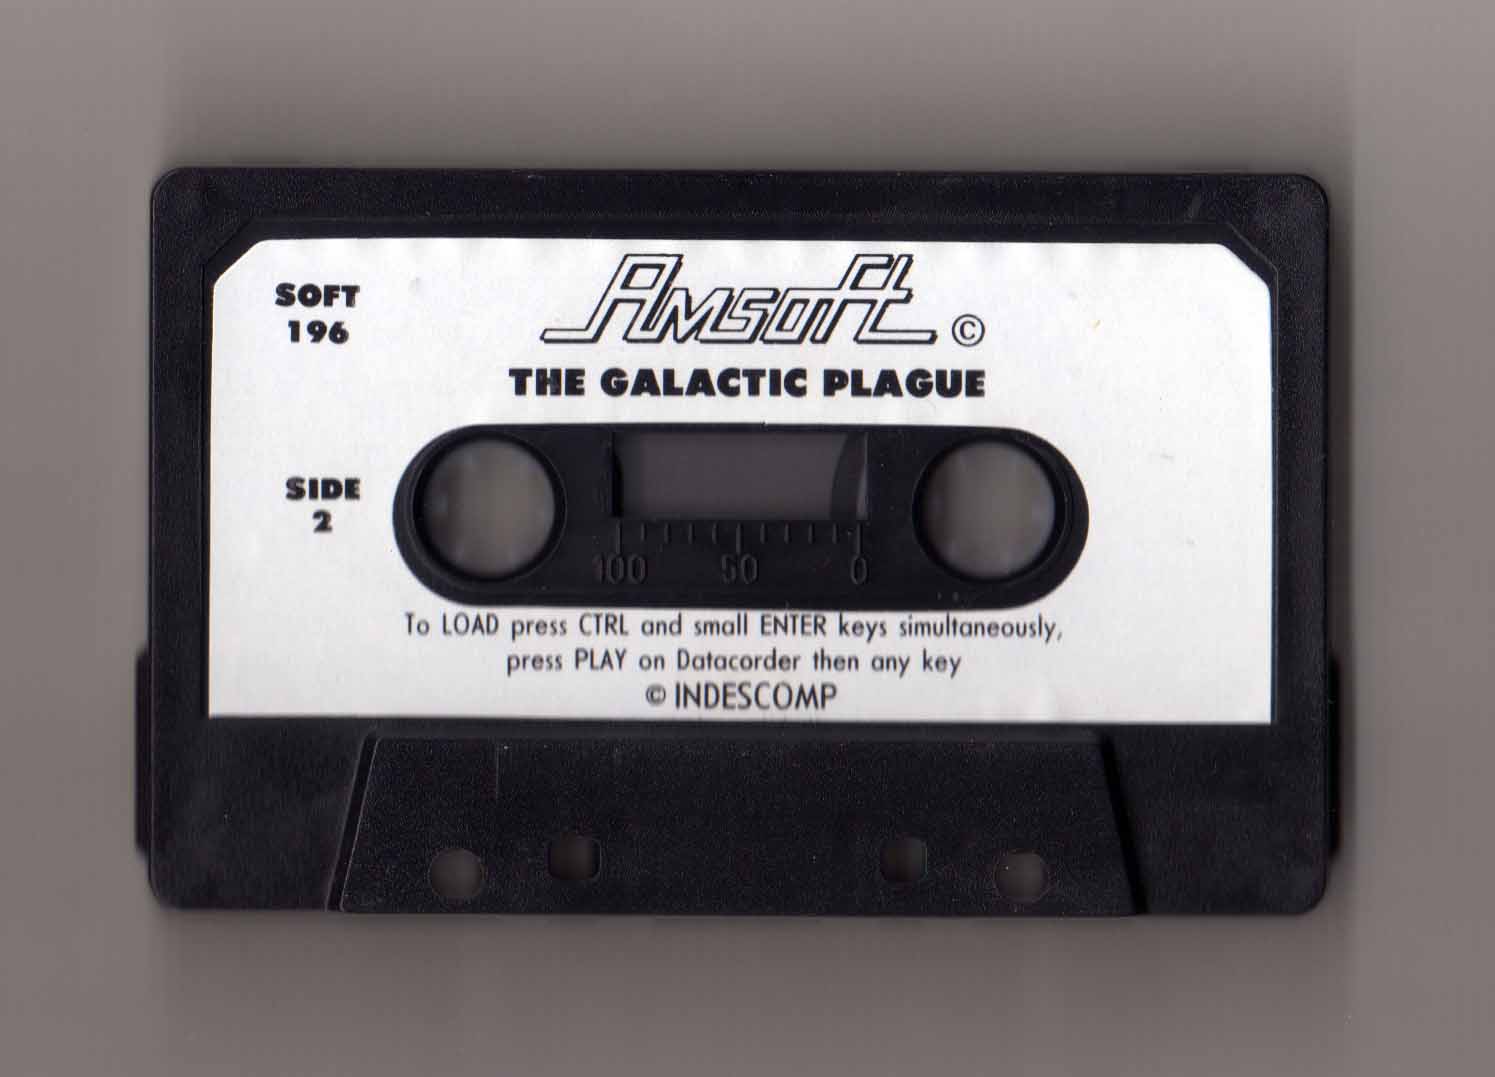 SOFT
196
Amsoft ©
THE GALACTIC PLAGUE
SIDE
2
100 50 0
To LOAD press CTRL and small ENTER keys simultaneously,
press PLAY on Datacorder then any key
© INDESCOMP